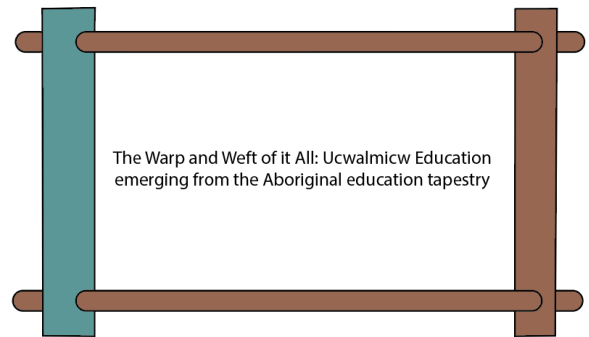 The Warp and Weft of it All: Ucwalmicw Education
emerging from the Aboriginal education tapestry